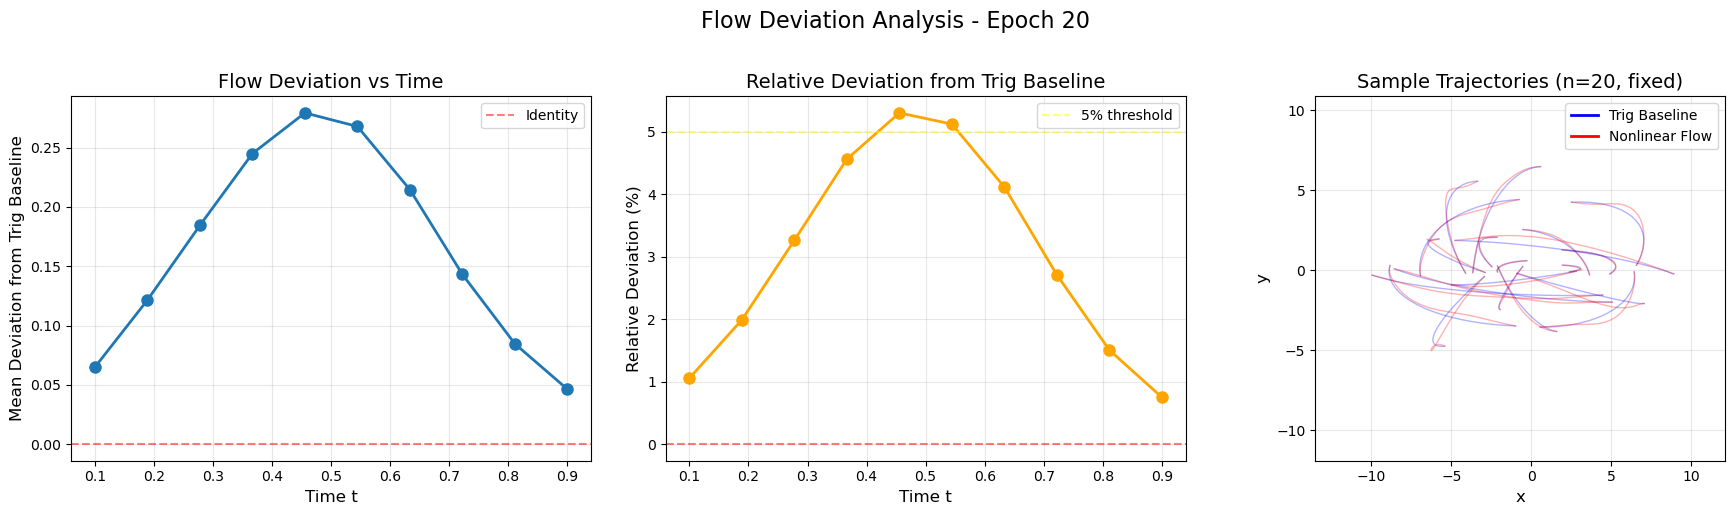 Flow Deviation Analysis - Epoch 20
Flow Deviation vs Time
Identity
Mean Deviation from Trig Baseline
0.25
0.20
0.15
0.10
0.05
0.00
0.1 0.2 0.3 0.4 0.5 0.6 0.7 0.8 0.9
Time t
Relative Deviation from Trig Baseline
5% threshold
Relative Deviation (%)
5
4
3
2
1
0
0.1 0.2 0.3 0.4 0.5 0.6 0.7 0.8 0.9
Time t
Sample Trajectories (n=20, fixed)
Trig Baseline
Nonlinear Flow
y
10
5
0
−5
−10
−10 −5 0 5 10
x